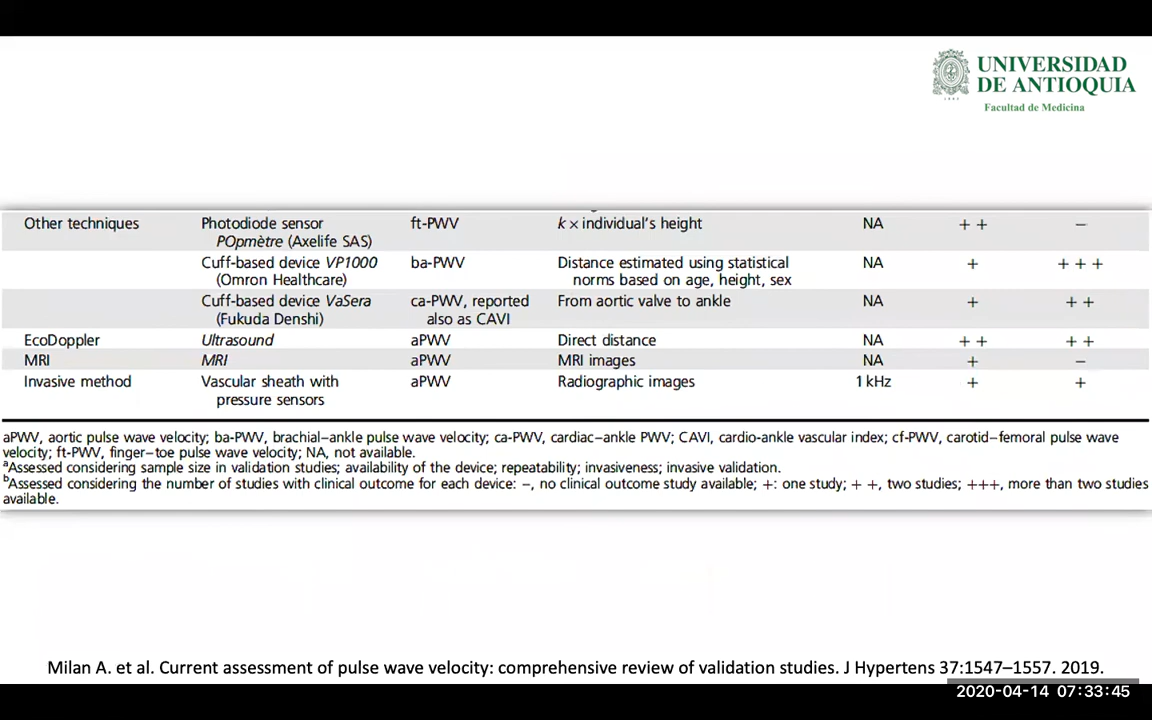 UNIVERSIDAD
DE ANTIOQUIA
Facultad de Medicina
Other techniques Photodiode sensor ft-PWV k × individual's height NA ++ −
POpmètre (Axelife SAS)
Cuff-based device VP1000 ba-PWV Distance estimated using statistical NA + +++
(Omron Healthcare) norms based on age, height, sex
Cuff-based device VaSera ca-PWV, reported From aortic valve to ankle NA + ++
(Fukuda Denshi) also as CAVI
EcoDoppler Ultrasound aPWV Direct distance NA ++ ++
MRI MRI aPWV MRI images NA + −
Invasive method Vascular sheath with aPWV Radiographic images 1 kHz + +
pressure sensors
aPWV, aortic pulse wave velocity; ba-PWV, brachial–ankle pulse wave velocity; ca-PWV, cardiac–ankle PWV; CAVI, cardio-ankle vascular index; cf-PWV, carotid–femoral pulse wave
velocity; ft-PWV, finger–toe pulse wave velocity; NA, not available.
aAssessed considering sample size in validation studies; availability of the device; repeatability; invasiveness; invasive validation.
bAssessed considering the number of studies with clinical outcome for each device: −, no clinical outcome study available; +: one study; + +, two studies; +++, more than two studies
available.
Milan A. et al. Current assessment of pulse wave velocity: comprehensive review of validation studies. J Hypertens 37:1547–1557. 2019.
2020-04-14 07:33:45